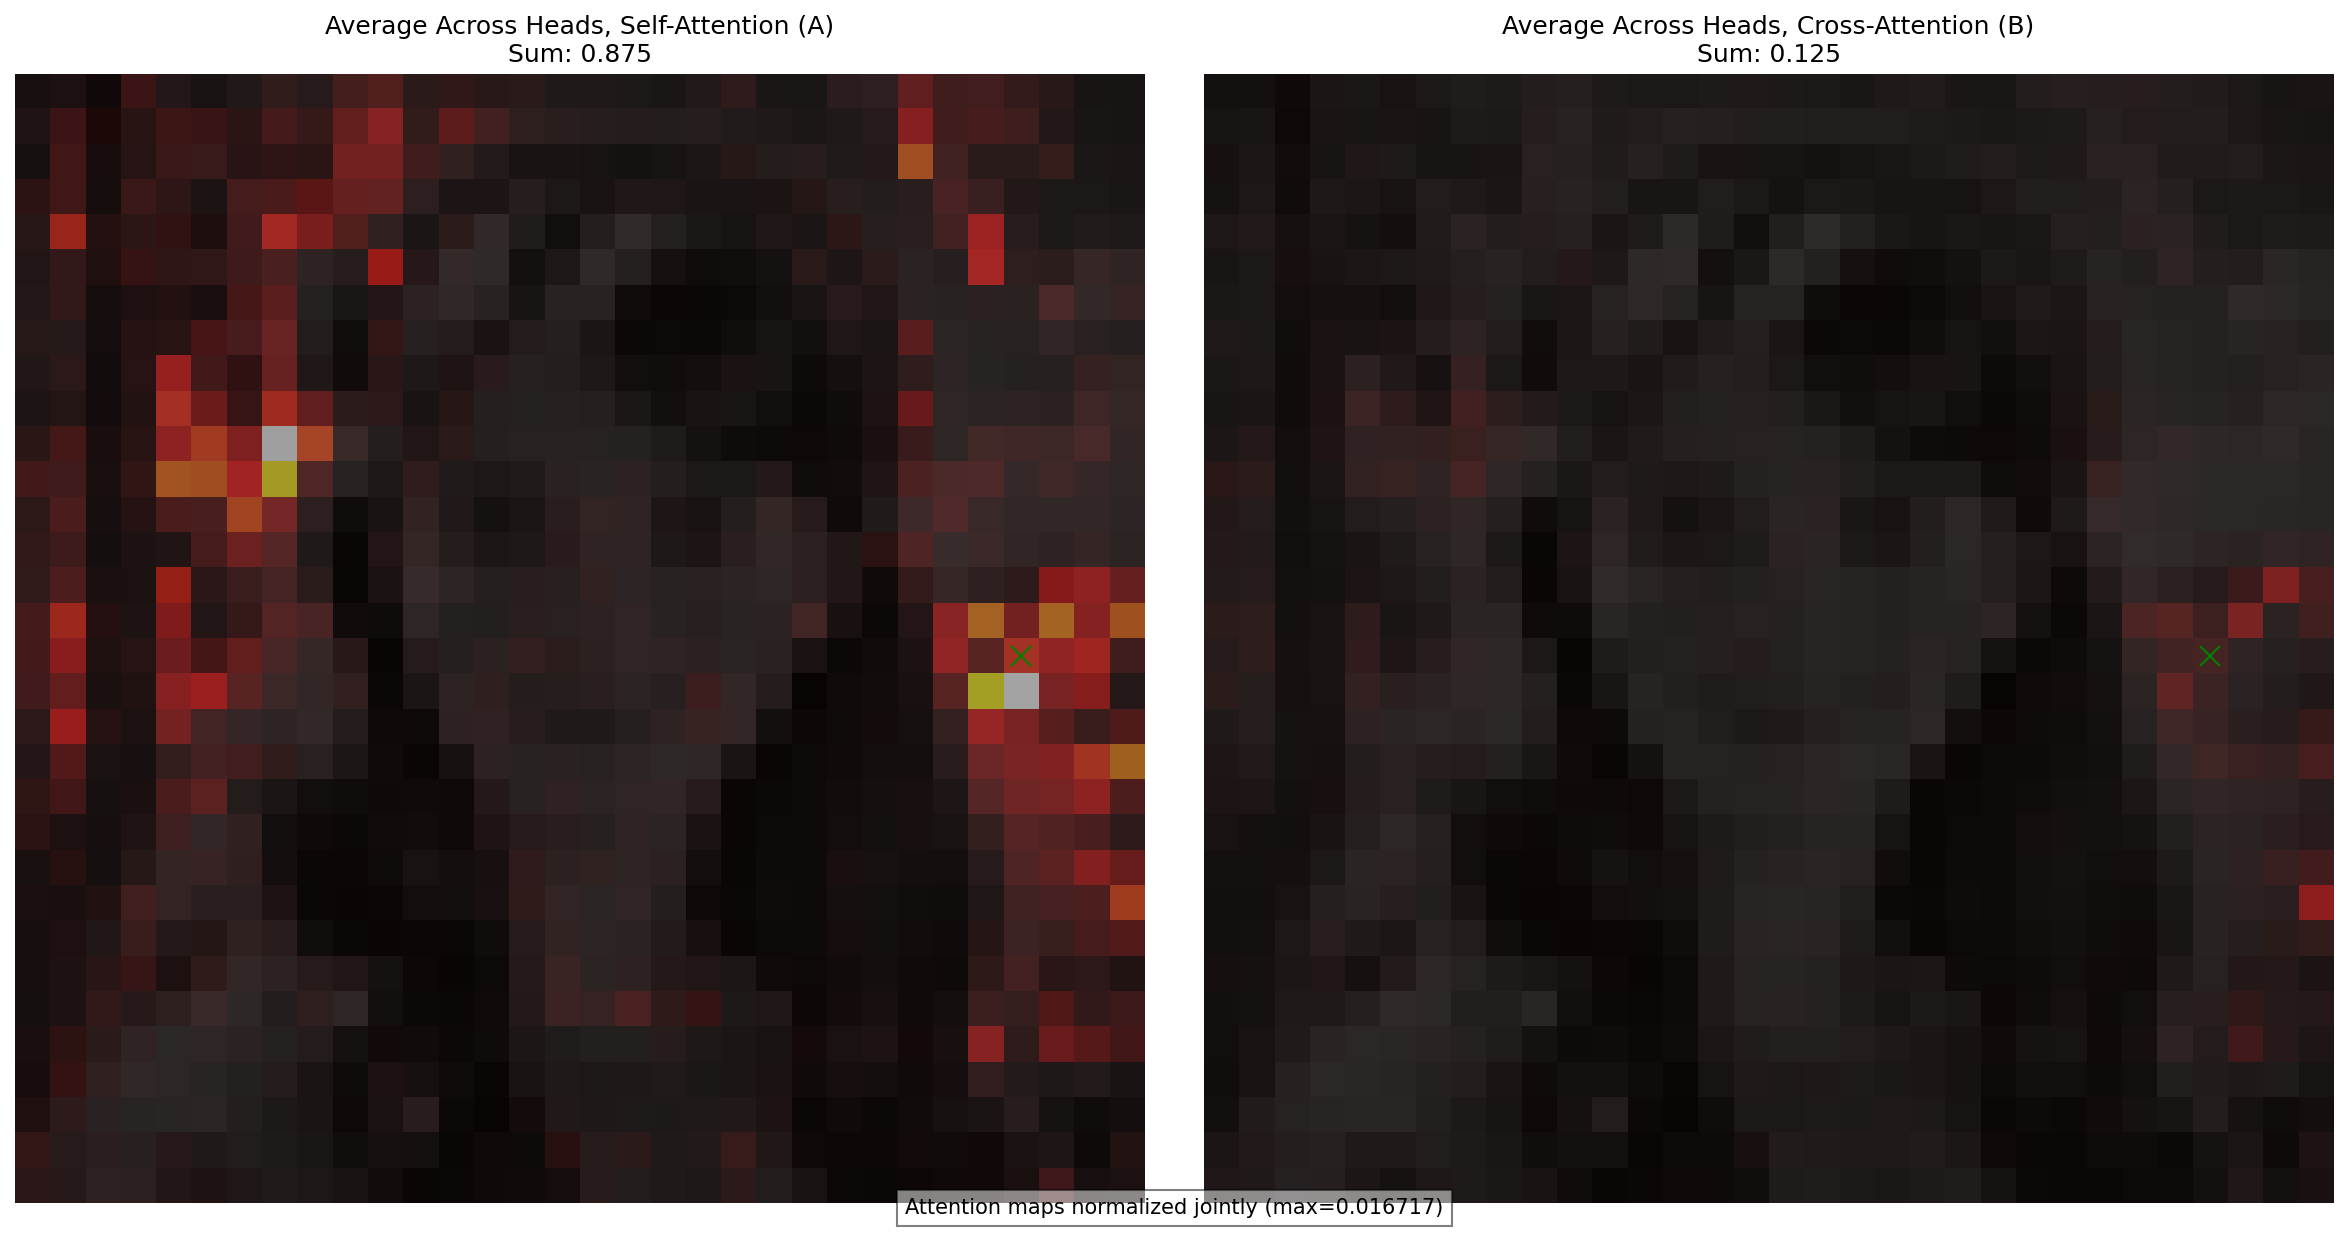 Average Across Heads, Self-Attention (A)
Sum: 0.875
Average Across Heads, Cross-Attention (B)
Sum: 0.125
Attention maps normalized jointly (max=0.016717)